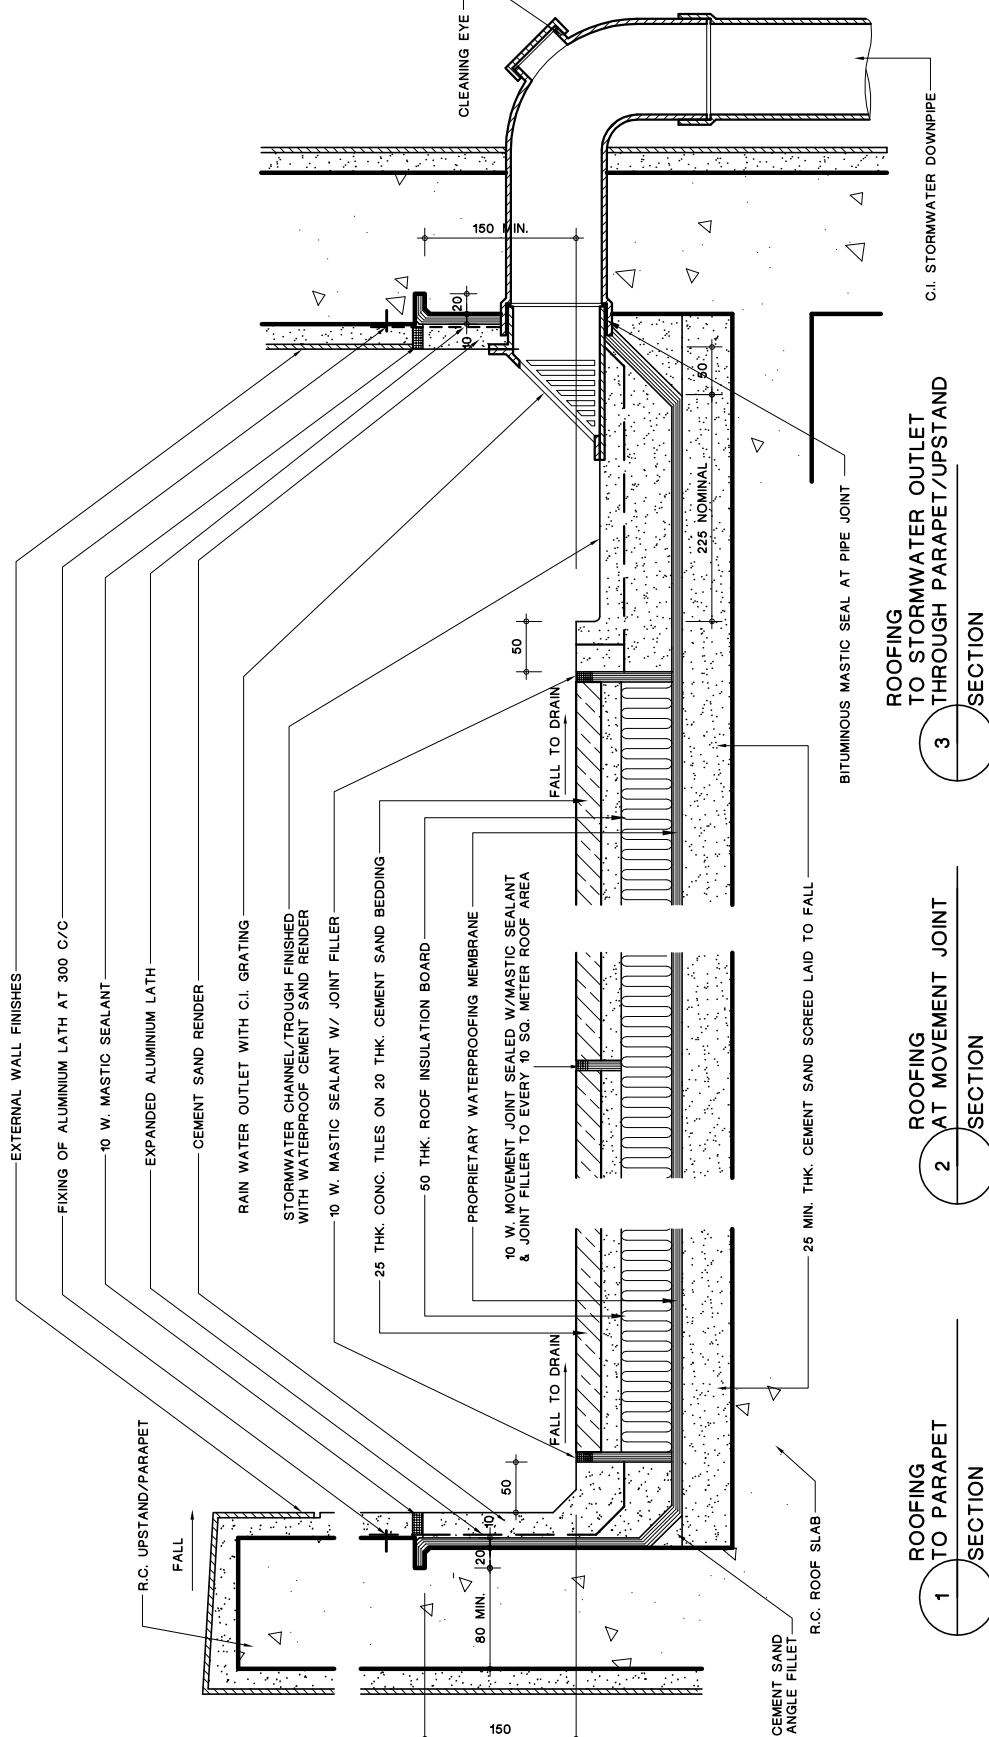 EXTERNAL WALL FINISHES
FIXING OF ALUMINIUM LATH AT 300 C/C
10 W. MASTIC SEALANT
EXPANDED ALUMINIUM LATH
CEMENT SAND RENDER
RAIN WATER OUTLET WITH C.I. GRATING
STORMWATER CHANNEL/TROUGH FINISHED
WITH WATERPROOF CEMENT SAND RENDER
10 W. MASTIC SEALANT W/ JOINT FILLER
25 THK. CONC. TILES ON 20 THK. CEMENT SAND BEDDING
50 THK. ROOF INSULATION BOARD
PROPRIETARY WATERPROOFING MEMBRANE
10 W. MOVEMENT JOINT SEALED W/MASTIC SEALANT
& JOINT FILLER TO EVERY 10 SQ. METER ROOF AREA
R.C. UPSTAND/PARAPET
FALL
FALL TO DRAIN
FALL TO DRAIN
50
50
10
20
80 MIN.
150
150 MIN.
20
10
50
225 NOMINAL
CLEANING EYE
C.I. STORMWATER DOWNPIPE
BITUMINOUS MASTIC SEAL AT PIPE JOINT
25 MIN. THK. CEMENT SAND SCREED LAID TO FALL
R.C. ROOF SLAB
CEMENT SAND
ANGLE FILLET
1
ROOFING
TO PARAPET
SECTION
2
ROOFING
AT MOVEMENT JOINT
SECTION
3
ROOFING
TO STORMWATER OUTLET
THROUGH PARAPET/UPSTAND
SECTION